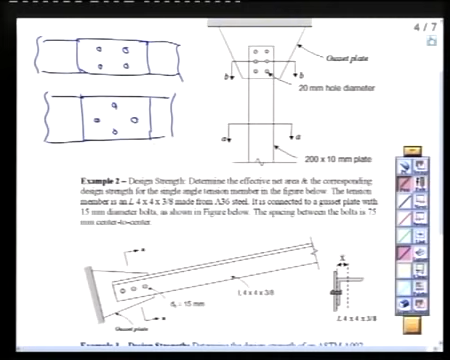 4 / 7
Gusset plate
b
b
20 mm hole diameter
a
a
200 x 10 mm plate
Example 2 – Design Strength: Determine the effective net area & the corresponding
design strength for the single angle tension member in the figure below. The tension
member is an L 4 x 4 x 3/8 made from A36 steel. It is connected to a gusset plate with
15 mm diameter bolts, as shown in Figure below. The spacing between the bolts is 75
mm center-to-center.
a
x
L 4 x 4 x 3/8
d = 15 mm
a
L 4 x 4 x 3/8
Gusset plate